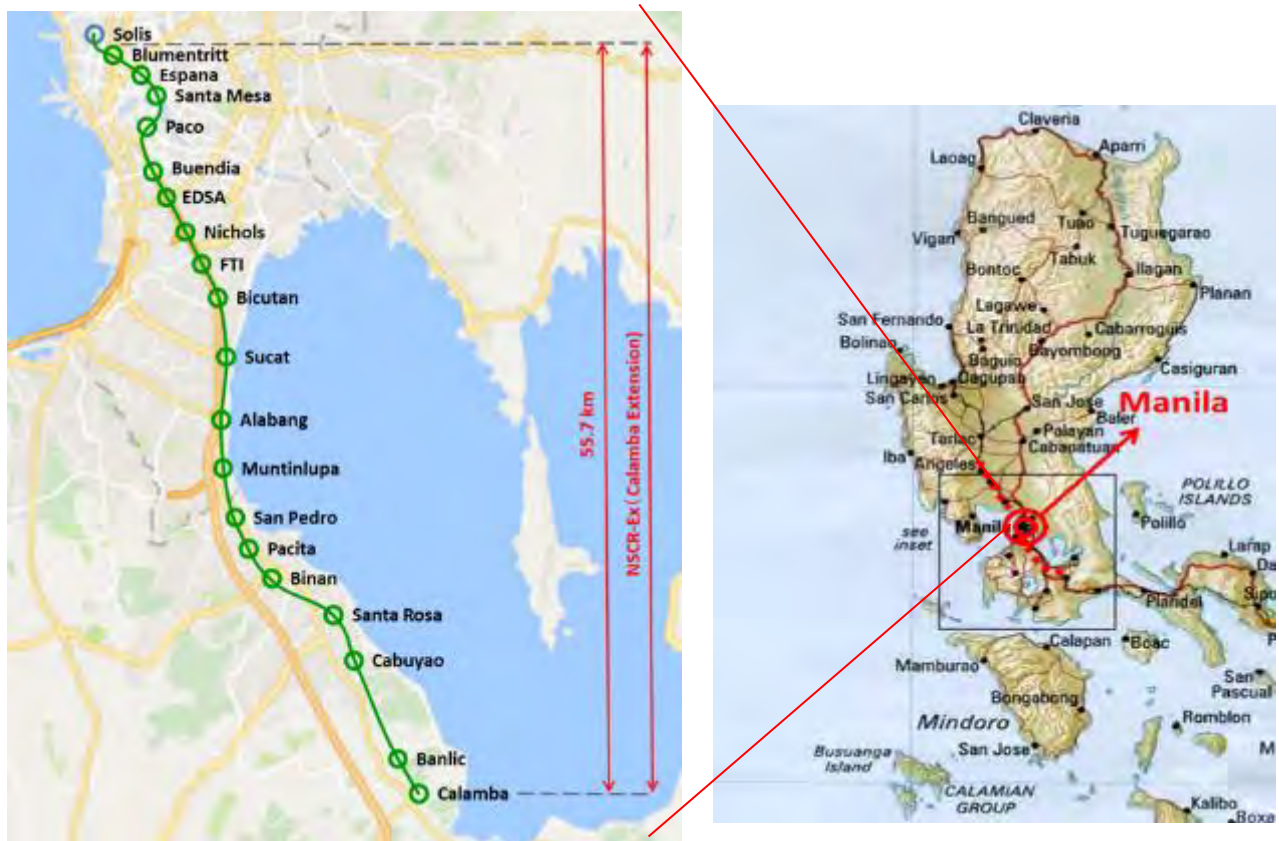 Solis
Blumentritt
Espana
Santa Mesa
Paco
Buendia
EDSA
Nichols
FTI
Bicutan
Sucat
Alabang
Muntinlupa
San Pedro
Pacita
Binan
Santa Rosa
Cabuyao
Banlic
Calamba
55.7 km
NSCR-Ex ( Calamba Extension)
Claveria
Laoag
Aparri
Bangued
Tuao
Vigan
Tuguegarao
Tabuk
Bontoc
Ilagan
Planan
Lagawe
San Fernando
La Trinidad
Cabarroguis
Bolinao
Baguio
Bayombong
Casiguran
Lingayen
Dagupan
San Carlos
San Jose
Manila
Baler
Tarlac
Palayan
Cabanatuan
Iba
Angeles
POLILLO
ISLANDS
see
inset
Manila
Polillo
Larap
Da
Sipo
Plaridel
P
Calapan
Boac
Mamburao
San
Pascual
Bongabong
Mindoro
Romblon
San Jose
M
Busuanga
Island
CALAMIAN
GROUP
Kalibo
Roxa